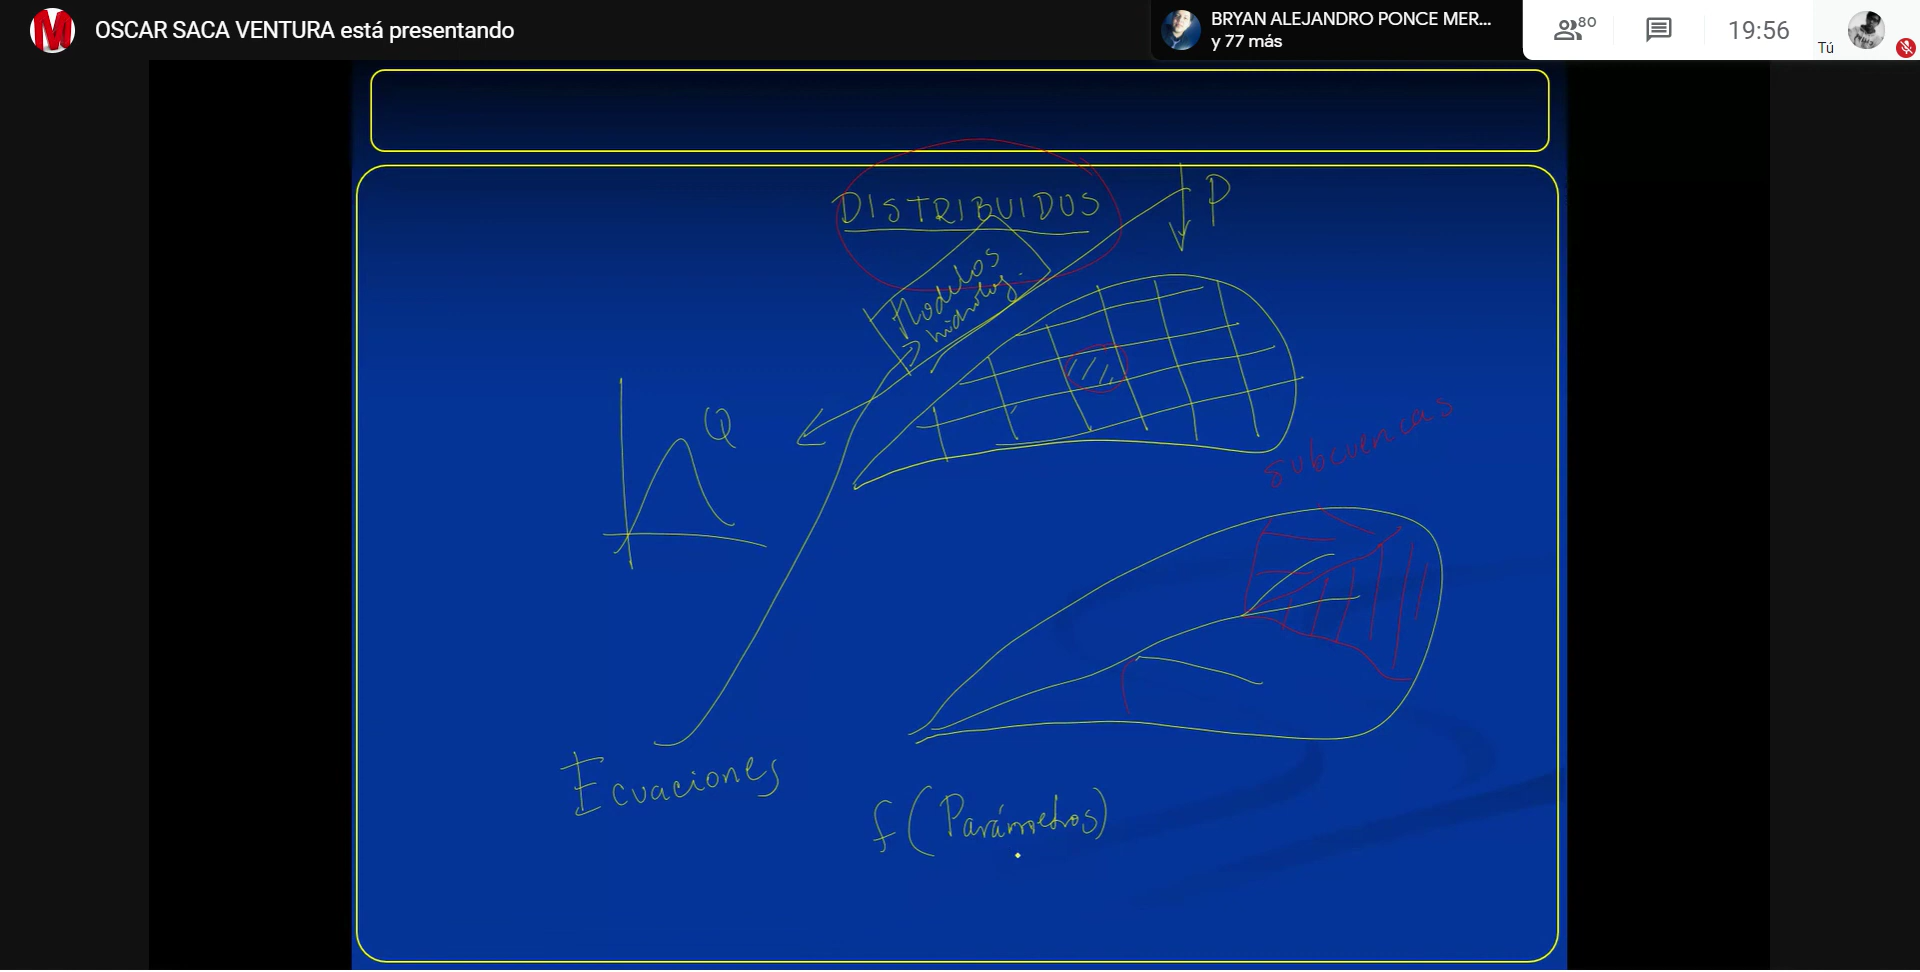 OSCAR SACA VENTURA está presentando
BRYAN ALEJANDRO PONCE MER...
y 77 más
80
19:56
Tú
DISTRIBUIDOS
P
Modelos
hidrolog.
Q
subcuencas
Ecuaciones
f (Parámetros)